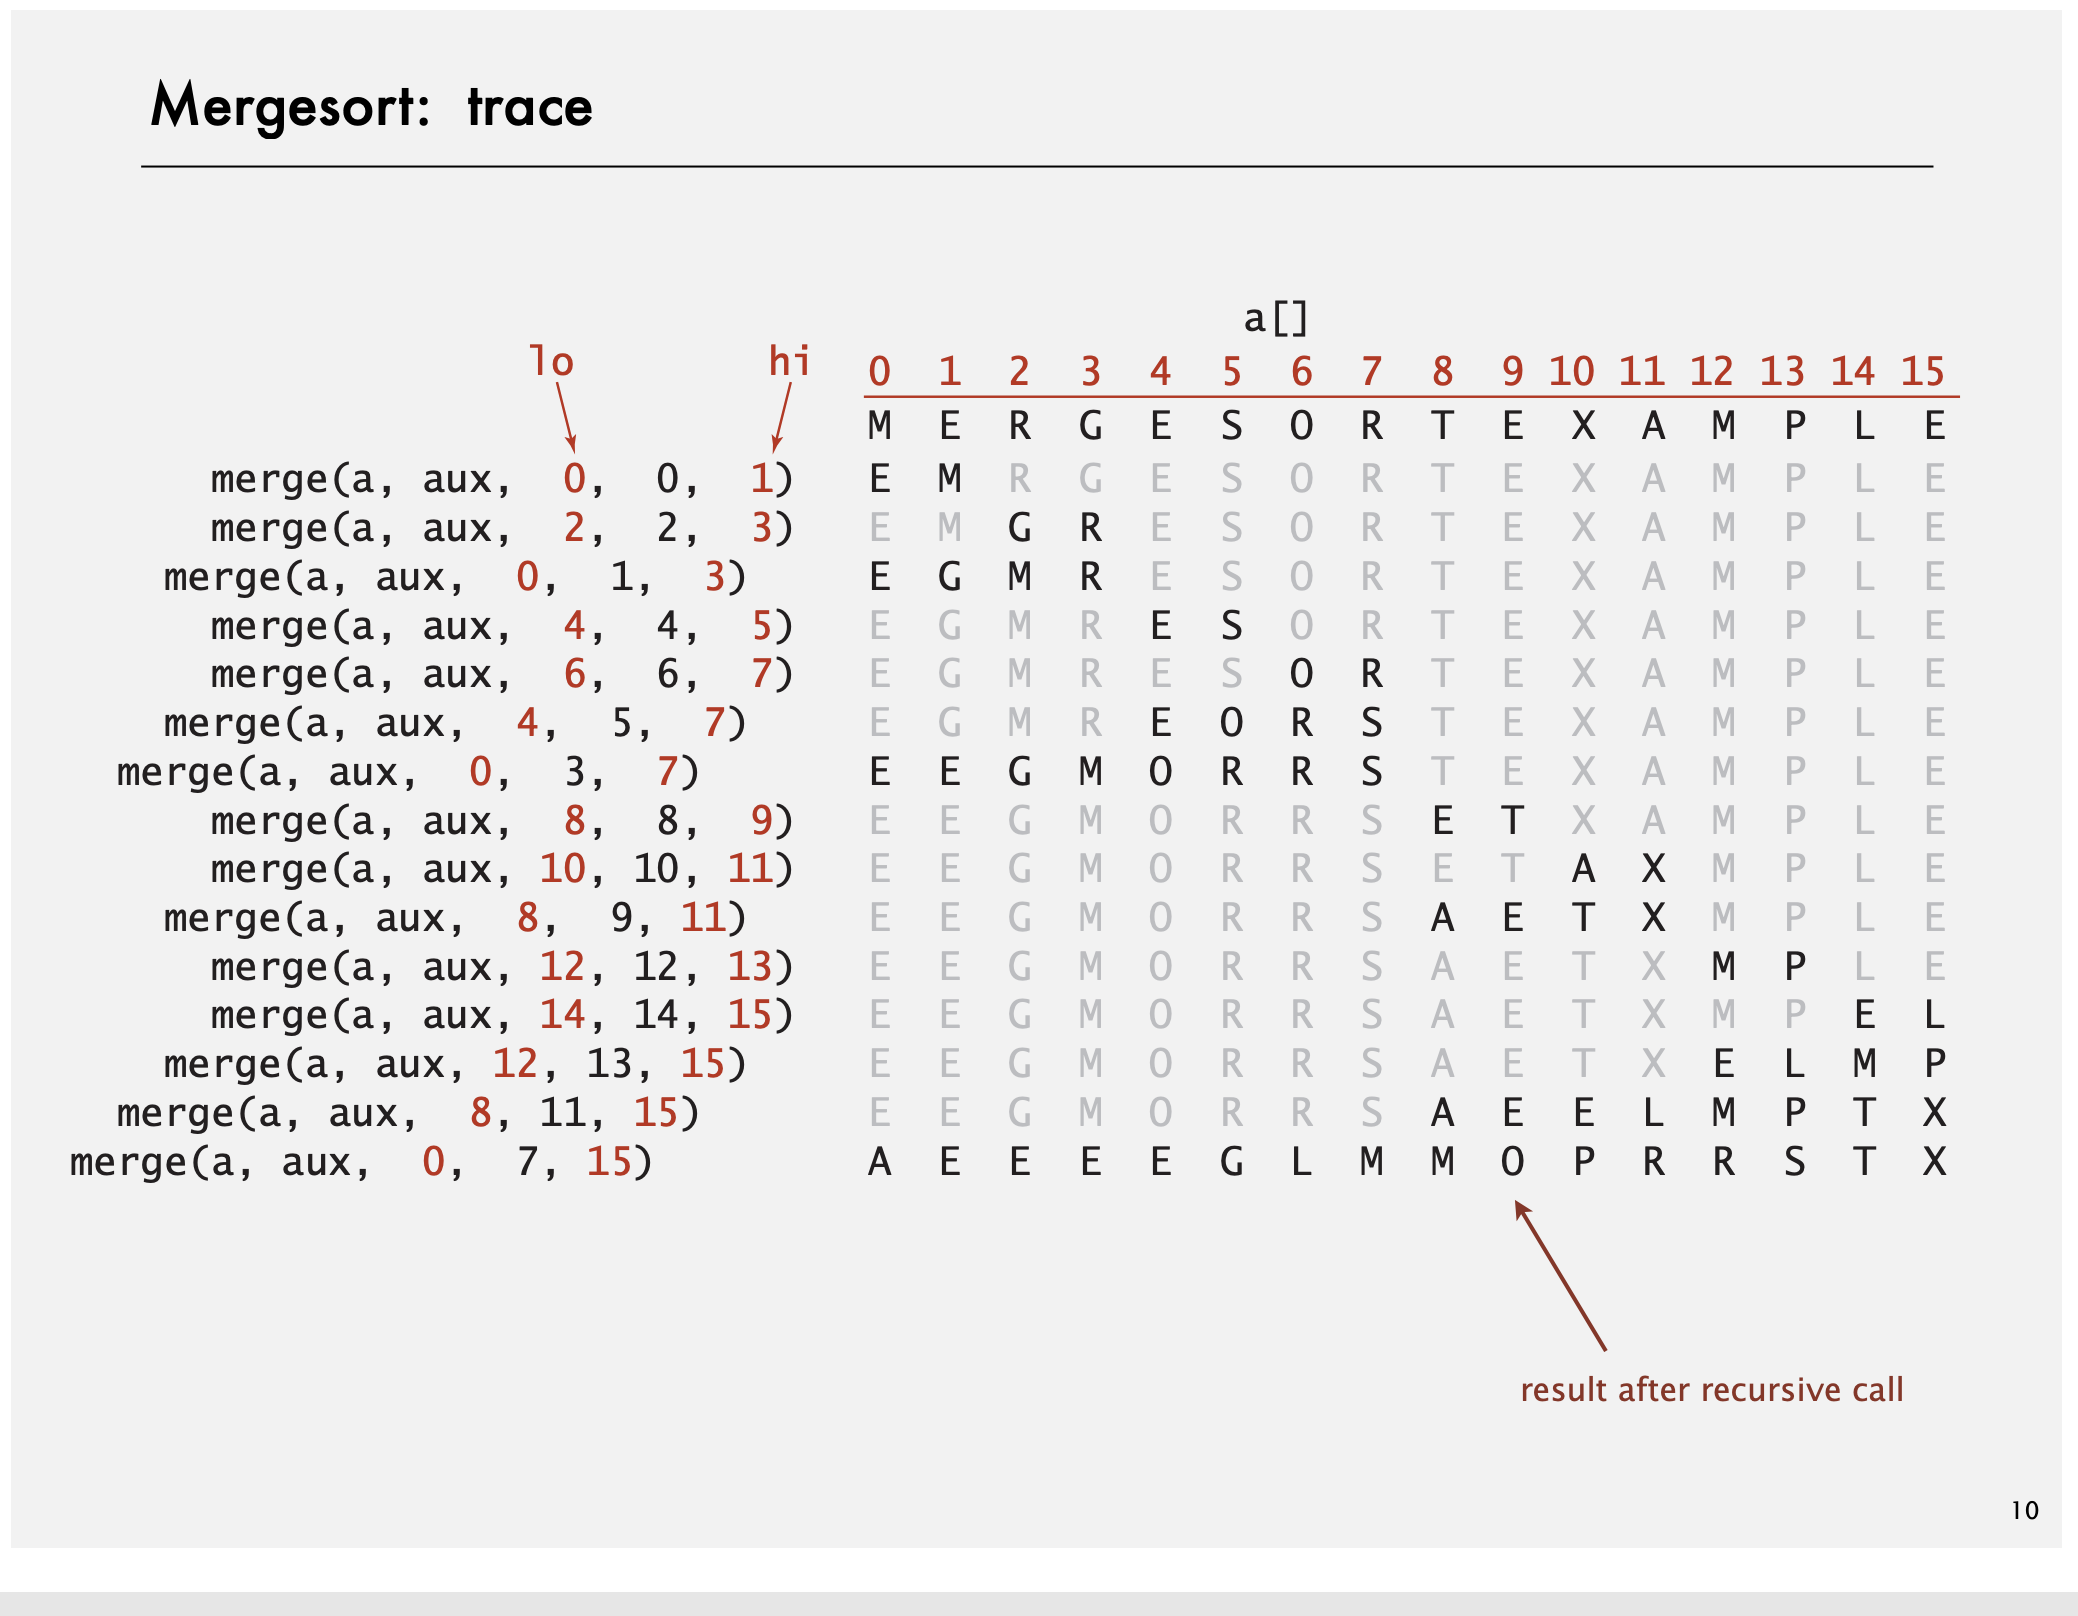 Mergesort: trace
a[]
lo hi 0 1 2 3 4 5 6 7 8 9 10 11 12 13 14 15
M E R G E S O R T E X A M P L E
merge(a, aux, 0, 0, 1) E M R G E S O R T E X A M P L E
merge(a, aux, 2, 2, 3) E M G R E S O R T E X A M P L E
merge(a, aux, 0, 1, 3) E G M R E S O R T E X A M P L E
merge(a, aux, 4, 4, 5) E G M R E S O R T E X A M P L E
merge(a, aux, 6, 6, 7) E G M R E S O R T E X A M P L E
merge(a, aux, 4, 5, 7) E G M R E O R S T E X A M P L E
merge(a, aux, 0, 3, 7) E E G M O R R S T E X A M P L E
merge(a, aux, 8, 8, 9) E E G M O R R S E T X A M P L E
merge(a, aux, 10, 10, 11) E E G M O R R S E T A X M P L E
merge(a, aux, 8, 9, 11) E E G M O R R S A E T X M P L E
merge(a, aux, 12, 12, 13) E E G M O R R S A E T X M P L E
merge(a, aux, 14, 14, 15) E E G M O R R S A E T X M P E L
merge(a, aux, 12, 13, 15) E E G M O R R S A E T X E L M P
merge(a, aux, 8, 11, 15) E E G M O R R S A E E L M P T X
merge(a, aux, 0, 7, 15) A E E E E G L M M O P R R S T X
result after recursive call
10